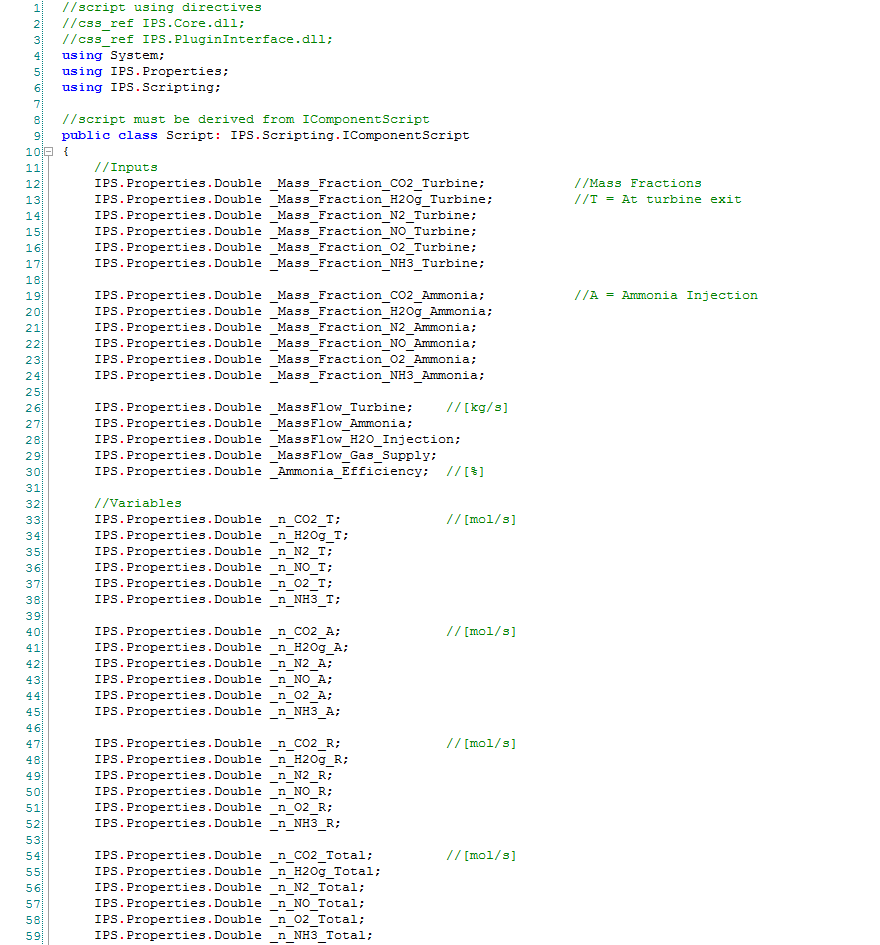 1 //script using directives
2 //css_ref IPS.Core.dll;
3 //css_ref IPS.PluginInterface.dll;
4 using System;
5 using IPS.Properties;
6 using IPS.Scripting;
7
8 //script must be derived from IComponentScript
9 public class Script: IPS.Scripting.IComponentScript
10 {
11 //Inputs
12 IPS.Properties.Double _Mass_Fraction_CO2_Turbine; //Mass Fractions
13 IPS.Properties.Double _Mass_Fraction_H2Og_Turbine; //T = At turbine exit
14 IPS.Properties.Double _Mass_Fraction_N2_Turbine;
15 IPS.Properties.Double _Mass_Fraction_NO_Turbine;
16 IPS.Properties.Double _Mass_Fraction_O2_Turbine;
17 IPS.Properties.Double _Mass_Fraction_NH3_Turbine;
18
19 IPS.Properties.Double _Mass_Fraction_CO2_Ammonia; //A = Ammonia Injection
20 IPS.Properties.Double _Mass_Fraction_H2Og_Ammonia;
21 IPS.Properties.Double _Mass_Fraction_N2_Ammonia;
22 IPS.Properties.Double _Mass_Fraction_NO_Ammonia;
23 IPS.Properties.Double _Mass_Fraction_O2_Ammonia;
24 IPS.Properties.Double _Mass_Fraction_NH3_Ammonia;
25
26 IPS.Properties.Double _MassFlow_Turbine; //[kg/s]
27 IPS.Properties.Double _MassFlow_Ammonia;
28 IPS.Properties.Double _MassFlow_H2O_Injection;
29 IPS.Properties.Double _MassFlow_Gas_Supply;
30 IPS.Properties.Double _Ammonia_Efficiency; //[%]
31
32 //Variables
33 IPS.Properties.Double _n_CO2_T; //[mol/s]
34 IPS.Properties.Double _n_H2Og_T;
35 IPS.Properties.Double _n_N2_T;
36 IPS.Properties.Double _n_NO_T;
37 IPS.Properties.Double _n_O2_T;
38 IPS.Properties.Double _n_NH3_T;
39
40 IPS.Properties.Double _n_CO2_A; //[mol/s]
41 IPS.Properties.Double _n_H2Og_A;
42 IPS.Properties.Double _n_N2_A;
43 IPS.Properties.Double _n_NO_A;
44 IPS.Properties.Double _n_O2_A;
45 IPS.Properties.Double _n_NH3_A;
46
47 IPS.Properties.Double _n_CO2_R; //[mol/s]
48 IPS.Properties.Double _n_H2Og_R;
49 IPS.Properties.Double _n_N2_R;
50 IPS.Properties.Double _n_NO_R;
51 IPS.Properties.Double _n_O2_R;
52 IPS.Properties.Double _n_NH3_R;
53
54 IPS.Properties.Double _n_CO2_Total; //[mol/s]
55 IPS.Properties.Double _n_H2Og_Total;
56 IPS.Properties.Double _n_N2_Total;
57 IPS.Properties.Double _n_NO_Total;
58 IPS.Properties.Double _n_O2_Total;
59 IPS.Properties.Double _n_NH3_Total;